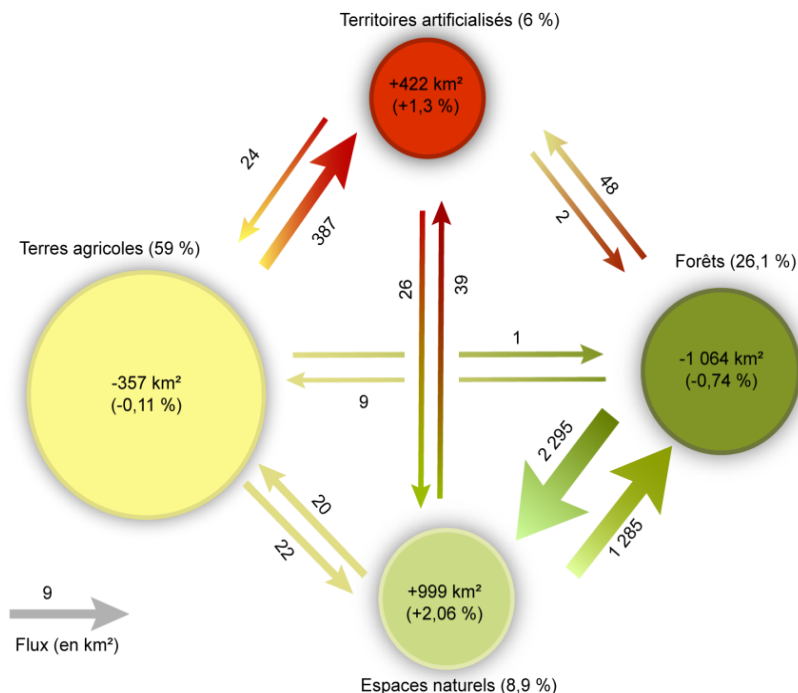 Territoires artificialisés (6 %)
+422 km²
(+1,3 %)
24
387
48
2
Terres agricoles (59 %)
Forêts (26,1 %)
26
39
1
-357 km²
(-0,11 %)
-1 064 km²
(-0,74 %)
9
2 295
1 285
20
22
+999 km²
(+2,06 %)
9
Flux (en km²)
Espaces naturels (8,9 %)